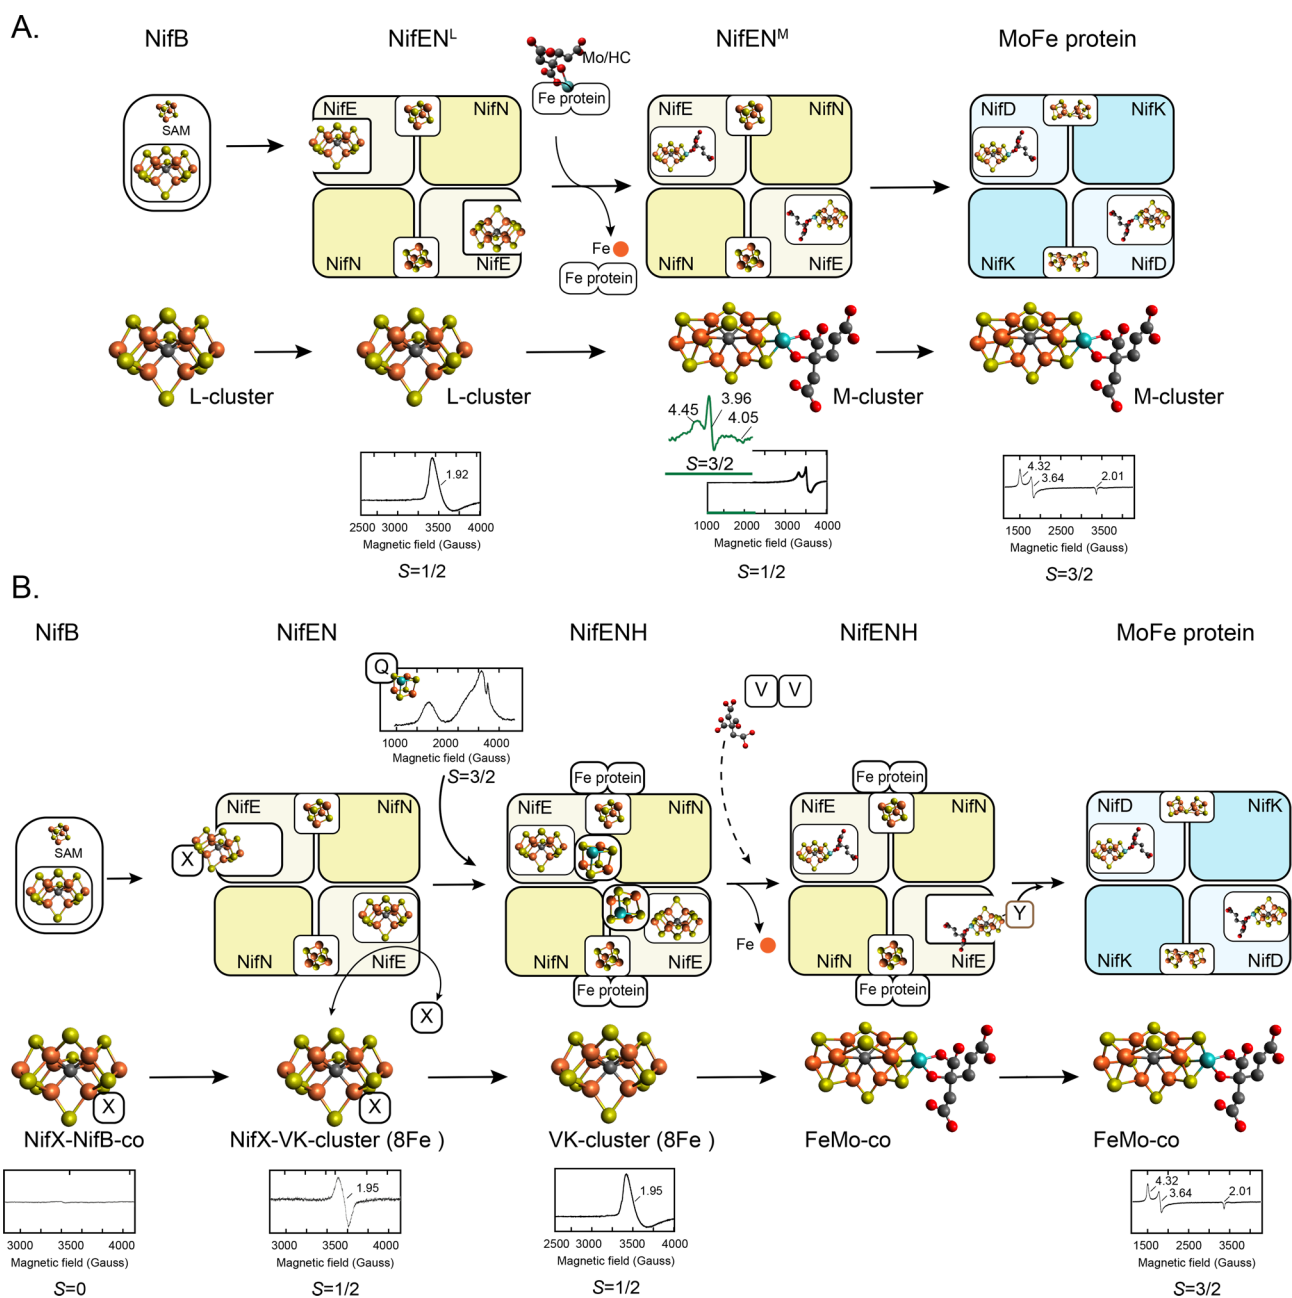 A.
NifB
NifENᴸ
NifENᴹ
MoFe protein
Mo/HC
Fe protein
SAM
NifE
NifN
NifN
NifE
Fe
Fe protein
NifE
NifN
NifN
NifE
NifD
NifK
NifK
NifD
L-cluster
L-cluster
M-cluster
M-cluster
1.92
2500 3000 3500 4000
Magnetic field (Gauss)
S=1/2
4.45
3.96
4.05
S=3/2
1000 2000 3000 4000
Magnetic field (Gauss)
S=1/2
4.32
3.64
2.01
1500 2500 3500
Magnetic field (Gauss)
S=3/2
B.
NifB
NifEN
NifENH
NifENH
MoFe protein
Q
1000 2000 4000
Magnetic field (Gauss)
S=3/2
V V
SAM
X
NifE
NifN
NifN
NifE
X
Fe protein
NifE
NifN
NifN
NifE
Fe protein
Fe
Fe protein
NifE
NifN
NifN
NifE
Fe protein
Y
NifD
NifK
NifK
NifD
X
NifX-NifB-co
X
NifX-VK-cluster (8Fe )
VK-cluster (8Fe )
FeMo-co
FeMo-co
3000 3500 4000
Magnetic field (Gauss)
S=0
1.95
3000 3500 4000
Magnetic field (Gauss)
S=1/2
1.95
2500 3000 3500 4000
Magnetic field (Gauss)
S=1/2
4.32
3.64
2.01
1500 2500 3500
Magnetic field (Gauss)
S=3/2